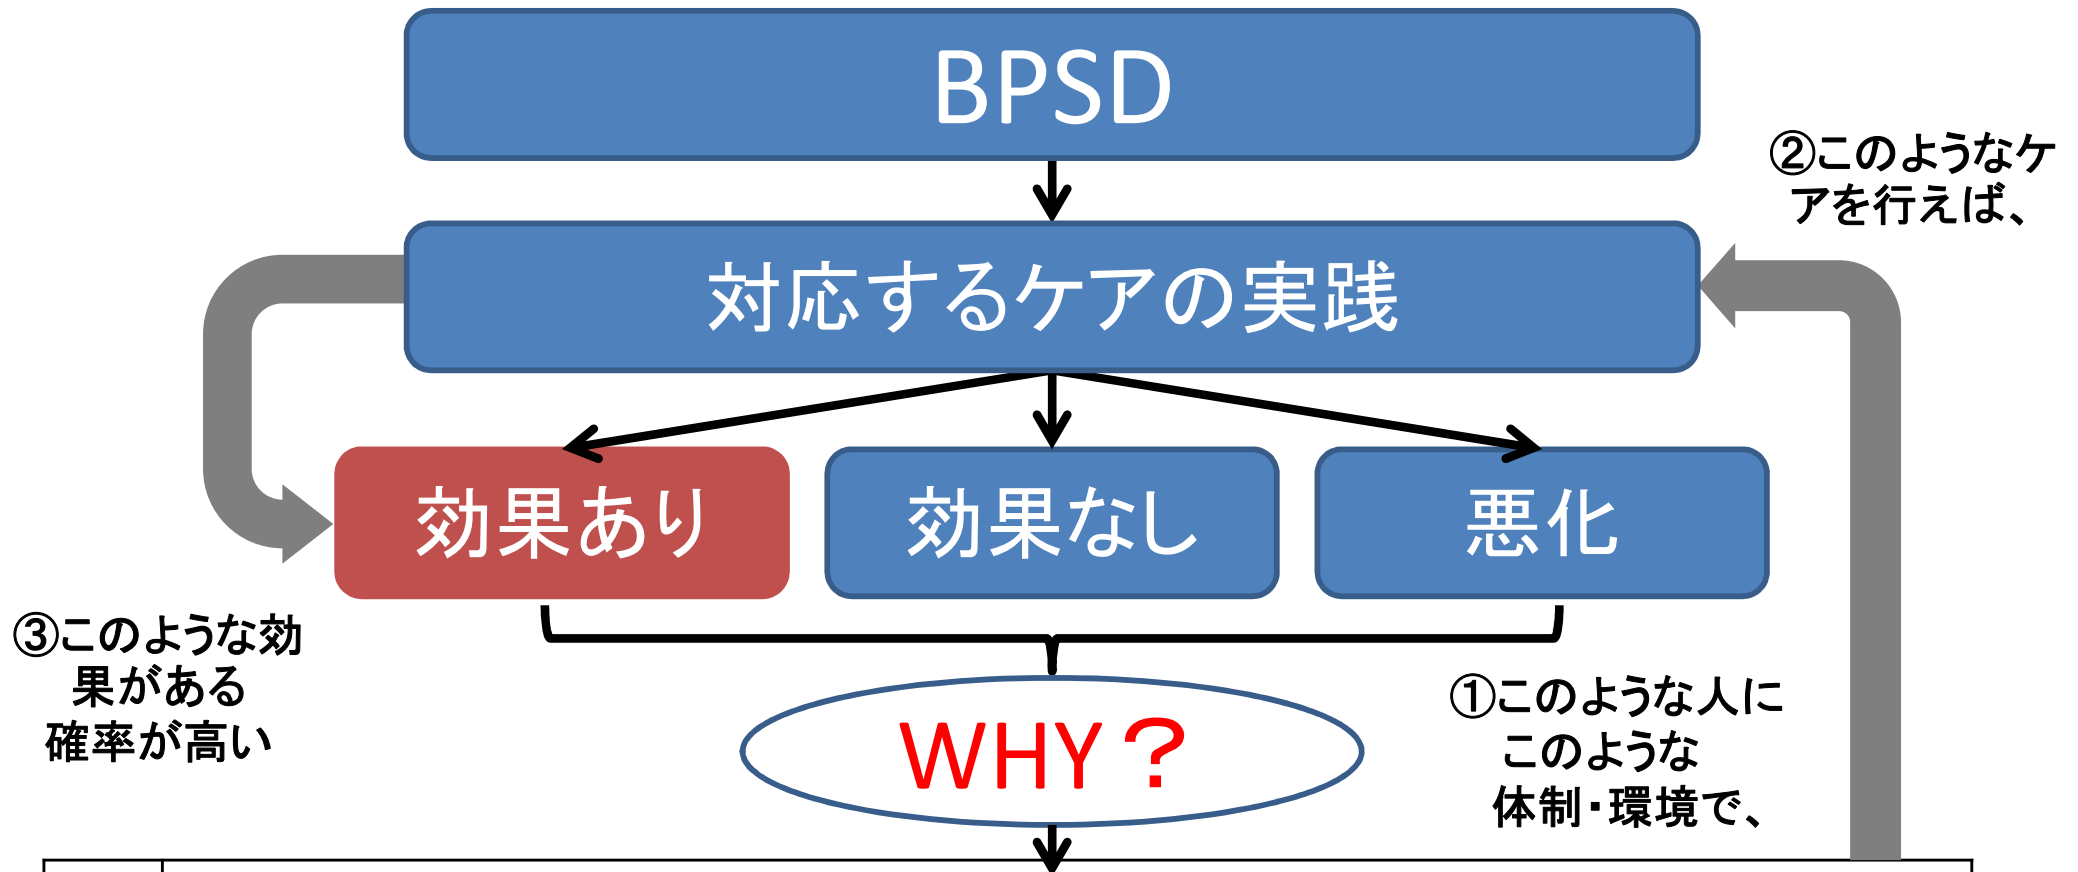 BPSD
②このようなケ
アを行えば、
対応するケアの実践
効果あり
効果なし
悪化
③このような効
果がある
確率が高い
WHY？
①このような人に
このような
体制・環境で、